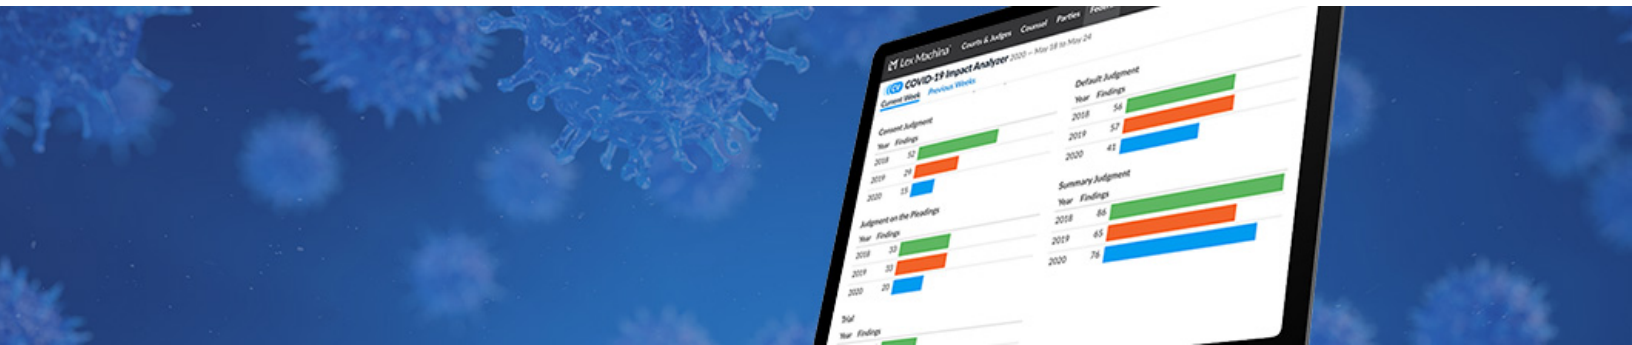 Lex Machina Courts & Judges Counsel Parties
COVID-19 Impact Analyzer 2020 — May 18 to May 24
Current Week Previous Weeks
Consent Judgment
Year Findings
2018 52
2019 29
2020 15
Judgment on the Pleadings
Year Findings
2018 33
2019 33
2020 20
Trial
Year Findings
Default Judgment
Year Findings
2018 56
2019 57
2020 41
Summary Judgment
Year Findings
2018 86
2019 65
2020 76